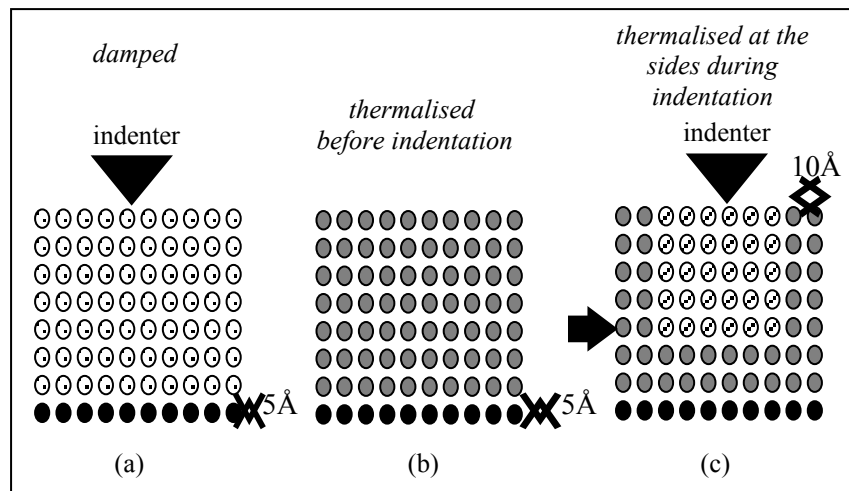 damped
indenter
5Å
(a)
thermalised
before indentation
5Å
(b)
thermalised at the
sides during
indentation
indenter
10Å
(c)